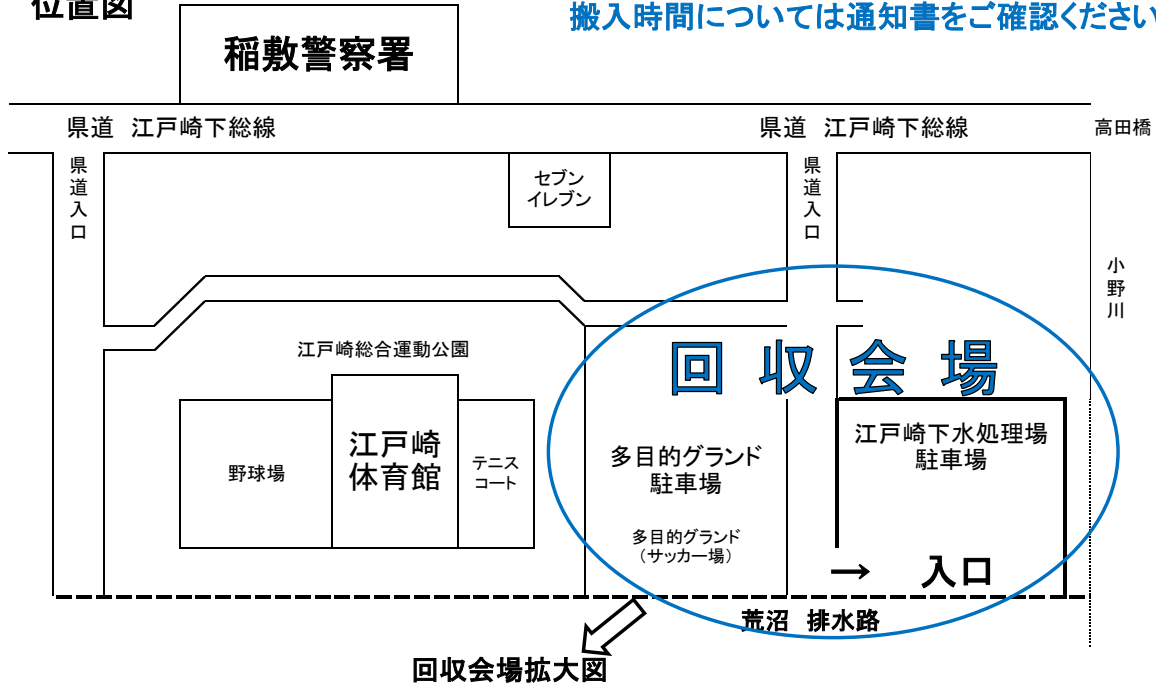 位置図
搬入時間については通知書をご確認ください
稲敷警察署
県道 江戸崎下総線
県道 江戸崎下総線
高田橋
県道入口
セブン
イレブン
県道入口
小野川
江戸崎総合運動公園
回収会場
野球場
江戸崎
体育館
テニス
コート
多目的グランド
駐車場
江戸崎下水処理場
駐車場
多目的グランド
（サッカー場）
→ 入口
荒沼 排水路
回収会場拡大図